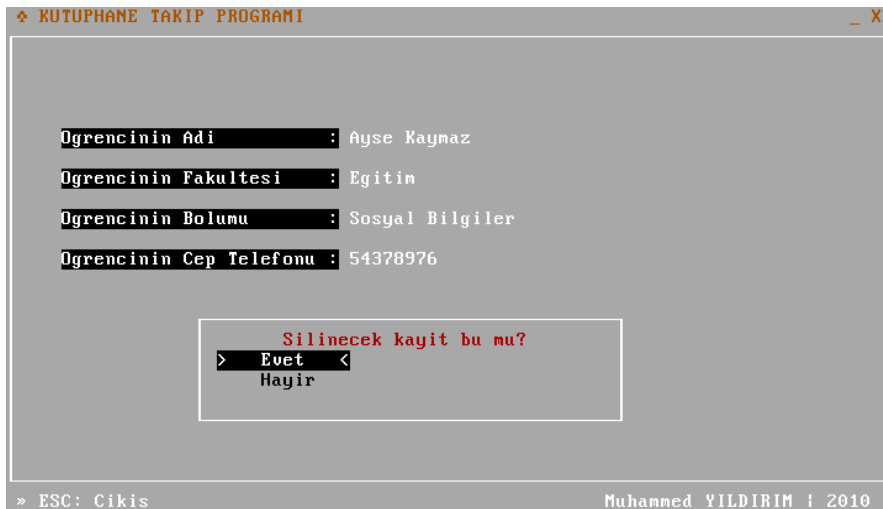 KUTUPHANE TAKIP PROGRAMI _ X
Ogrencinin Adi : Ayse Kaymaz
Ogrencinin Fakultesi : Egitim
Ogrencinin Bolumu : Sosyal Bilgiler
Ogrencinin Cep Telefonu : 54378976
Silinecek kayit bu mu?
> Evet <
Hayir
» ESC: Cikis Muhammed YILDIRIM ¦ 2010